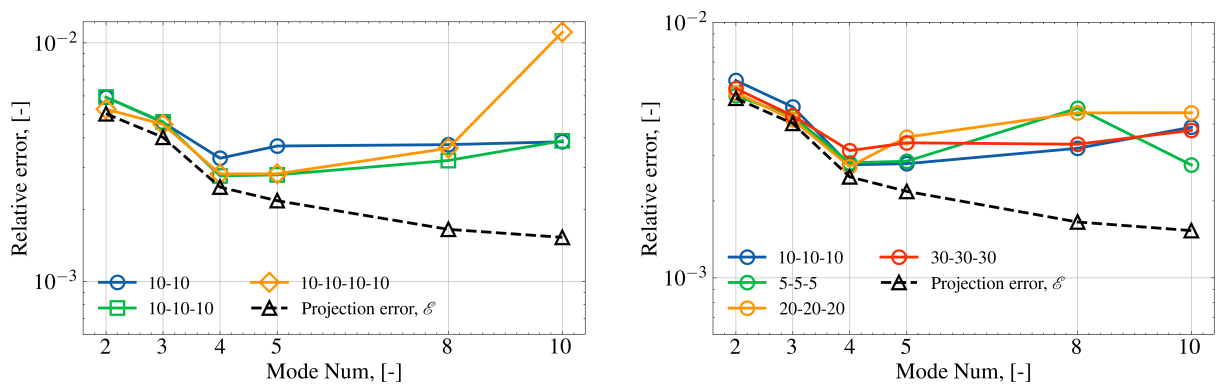 10⁻²
10⁻³
Relative error, [-]
10-10
10-10-10
10-10-10-10
Projection error, ℰ
2 3 4 5 8 10
Mode Num, [-]
10⁻²
10⁻³
Relative error, [-]
10-10-10
5-5-5
20-20-20
30-30-30
Projection error, ℰ
2 3 4 5 8 10
Mode Num, [-]